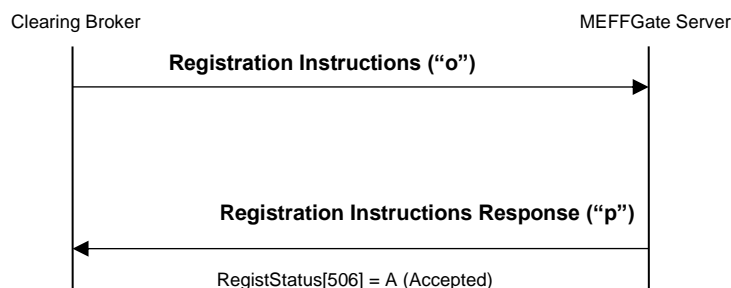 Clearing Broker
MEFFGate Server
Registration Instructions (“o”)
Registration Instructions Response (“p”)
RegistStatus[506] = A (Accepted)